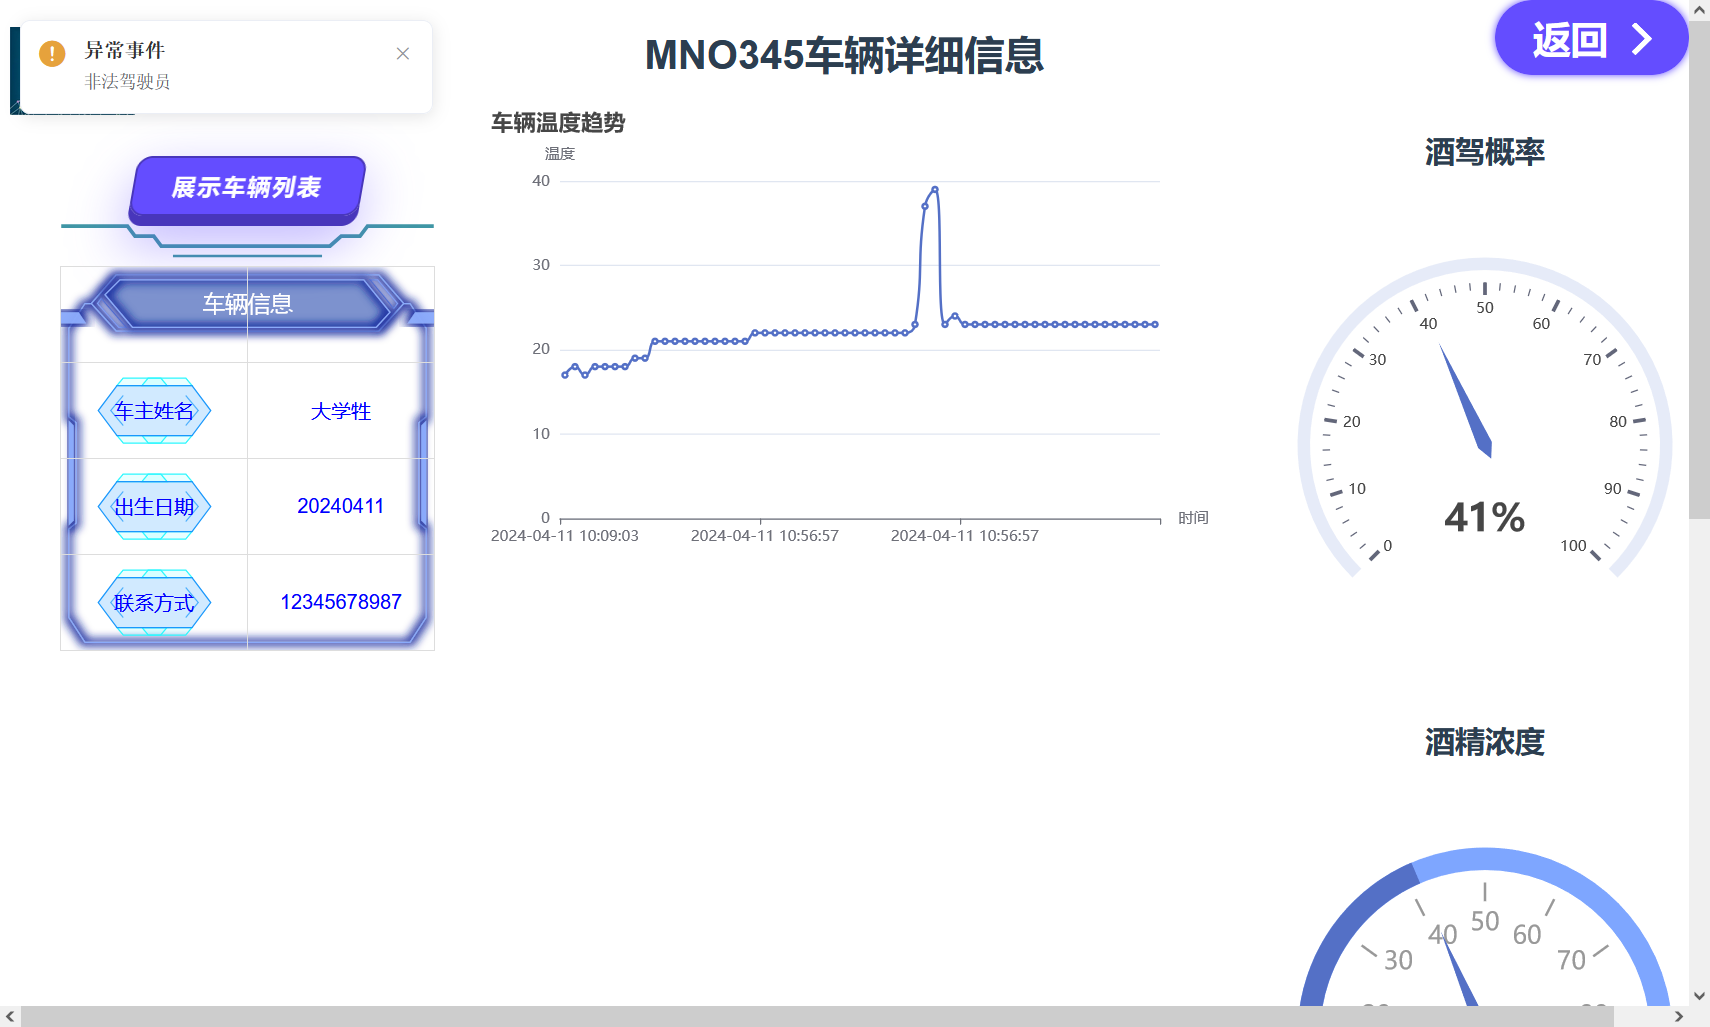 异常事件
非法驾驶员
MNO345车辆详细信息
返回
展示车辆列表
车辆信息
车主姓名 大学牲
出生日期 20240411
联系方式 12345678987
车辆温度趋势
温度
40
30
20
10
0
2024-04-11 10:09:03 2024-04-11 10:56:57 2024-04-11 10:56:57
时间
酒驾概率
0
10
20
30
40
50
60
70
80
90
100
41%
酒精浓度
30
40
50
60
70